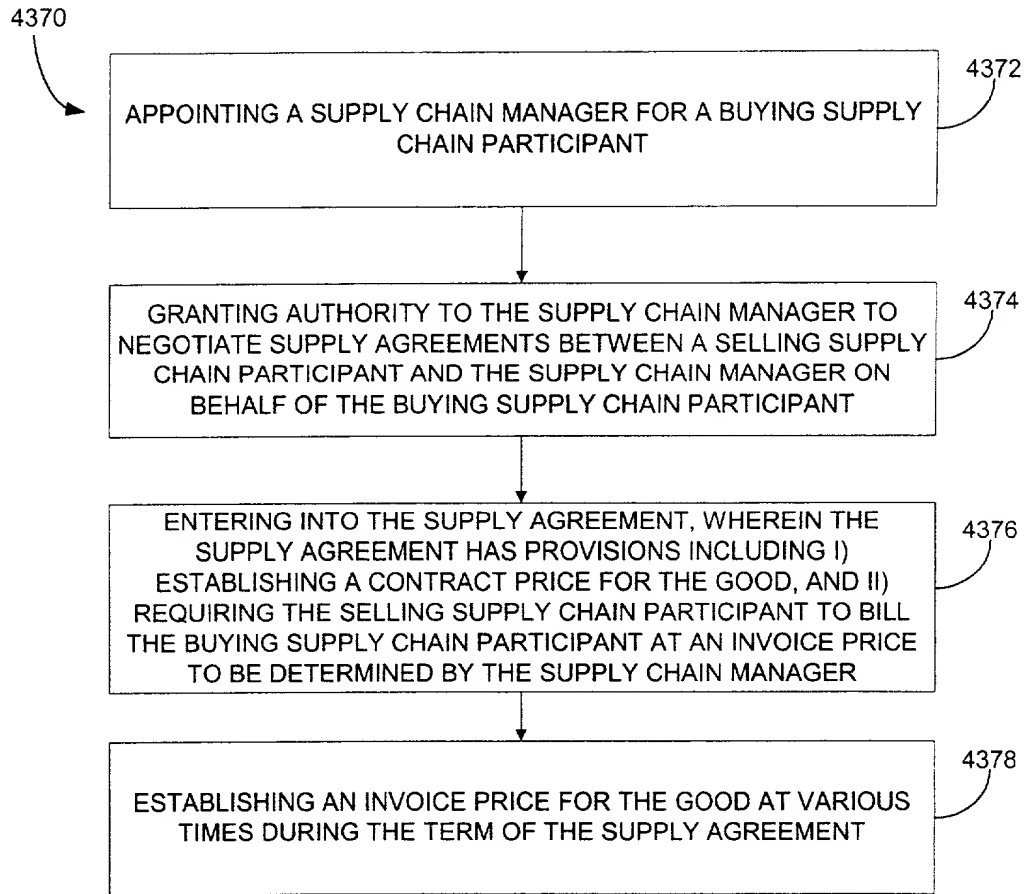 4370
4372
APPOINTING A SUPPLY CHAIN MANAGER FOR A BUYING SUPPLY
CHAIN PARTICIPANT
4374
GRANTING AUTHORITY TO THE SUPPLY CHAIN MANAGER TO
NEGOTIATE SUPPLY AGREEMENTS BETWEEN A SELLING SUPPLY
CHAIN PARTICIPANT AND THE SUPPLY CHAIN MANAGER ON
BEHALF OF THE BUYING SUPPLY CHAIN PARTICIPANT
4376
ENTERING INTO THE SUPPLY AGREEMENT, WHEREIN THE
SUPPLY AGREEMENT HAS PROVISIONS INCLUDING I)
ESTABLISHING A CONTRACT PRICE FOR THE GOOD, AND II)
REQUIRING THE SELLING SUPPLY CHAIN PARTICIPANT TO BILL
THE BUYING SUPPLY CHAIN PARTICIPANT AT AN INVOICE PRICE
TO BE DETERMINED BY THE SUPPLY CHAIN MANAGER
4378
ESTABLISHING AN INVOICE PRICE FOR THE GOOD AT VARIOUS
TIMES DURING THE TERM OF THE SUPPLY AGREEMENT